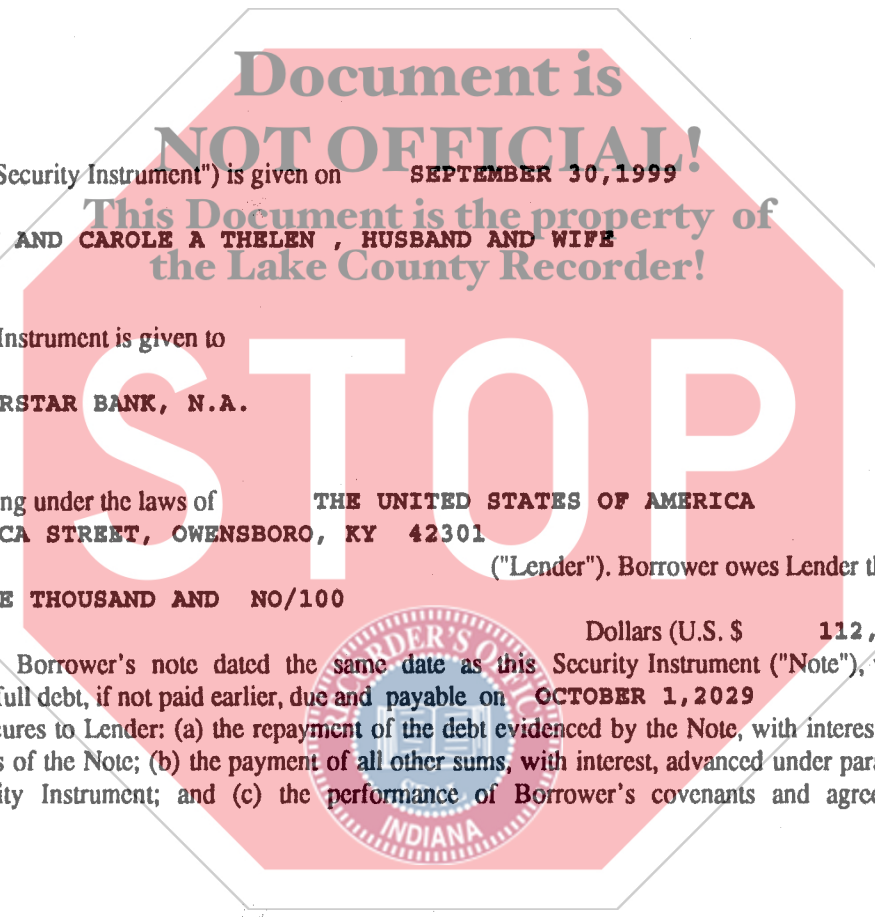 Document is
NOT OFFICIAL!
Security Instrument") is given on SEPTEMBER 30,1999
This Document is the property of
AND CAROLE A THELEN , HUSBAND AND WIFE
the Lake County Recorder!
Instrument is given to
STOP
RSTAR BANK, N.A.
ng under the laws of THE UNITED STATES OF AMERICA
CA STREET, OWENSBORO, KY 42301
("Lender"). Borrower owes Lender th
E THOUSAND AND NO/100
Dollars (U.S. $ 112,
Borrower's note dated the same date as this Security Instrument ("Note"),
full debt, if not paid earlier, due and payable on OCTOBER 1,2029
ures to Lender: (a) the repayment of the debt evidenced by the Note, with interes
s of the Note; (b) the payment of all other sums, with interest, advanced under para
ity Instrument; and (c) the performance of Borrower's covenants and agree
INDIANA